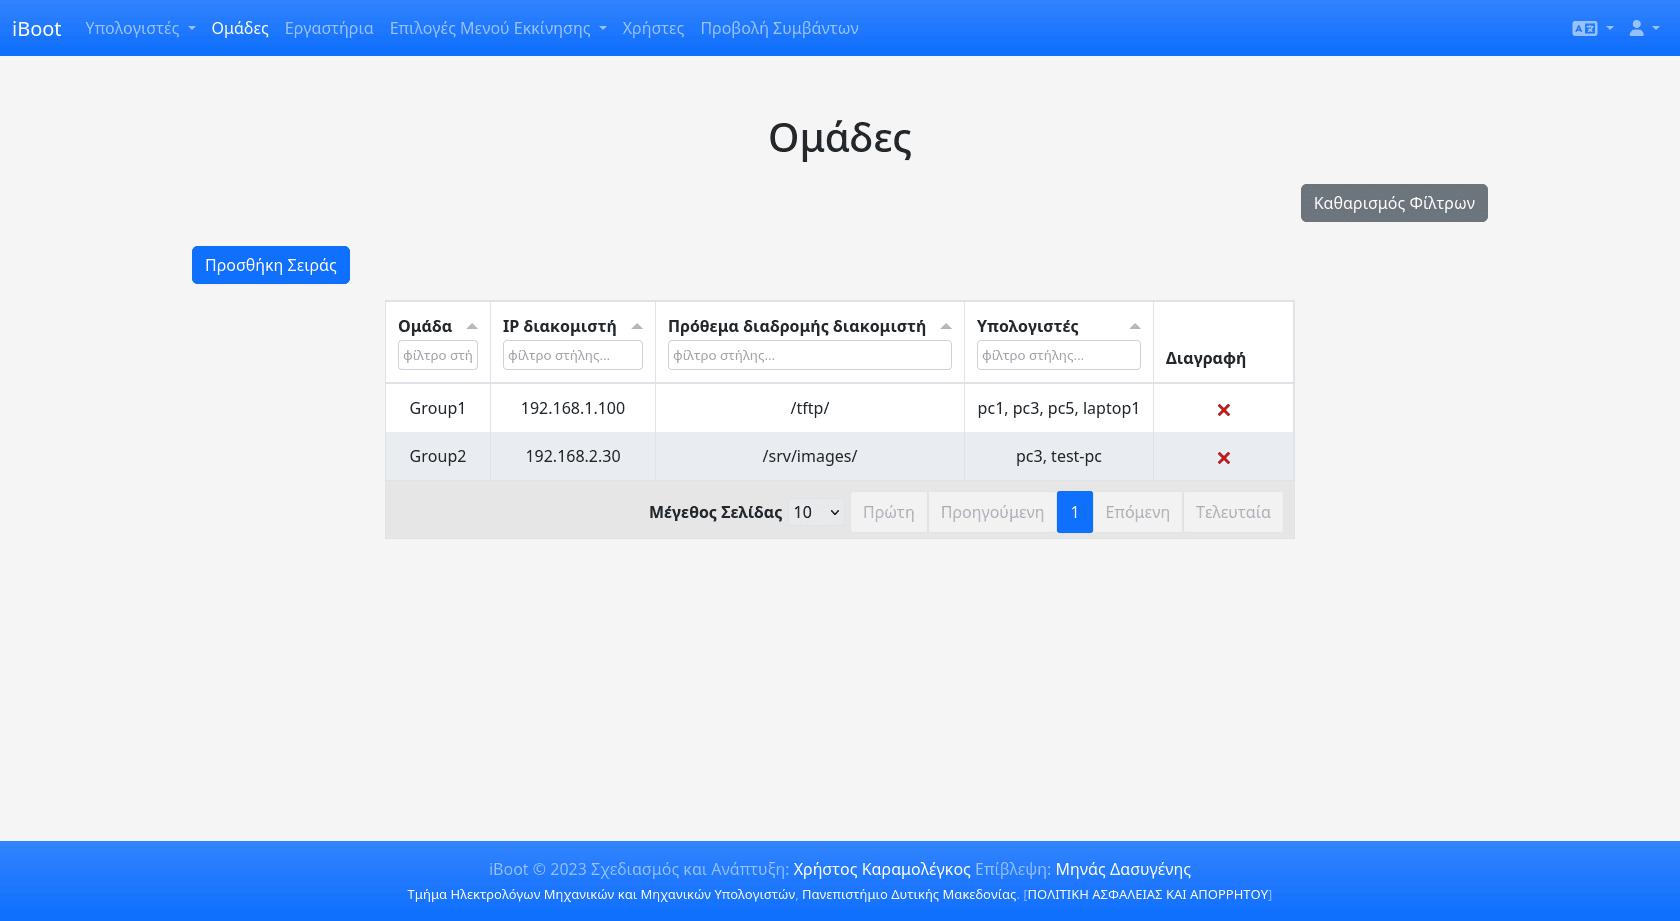 iBoot Υπολογιστές Ομάδες Εργαστήρια Επιλογές Μενού Εκκίνησης Χρήστες Προβολή Συμβάντων
Ομάδες
Καθαρισμός Φίλτρων
Προσθήκη Σειράς
Ομάδα IP διακομιστή Πρόθεμα διαδρομής διακομιστή Υπολογιστές Διαγραφή
φίλτρο στή φίλτρο στήλης... φίλτρο στήλης... φίλτρο στήλης...
Group1 192.168.1.100 /tftp/ pc1, pc3, pc5, laptop1
Group2 192.168.2.30 /srv/images/ pc3, test-pc
Μέγεθος Σελίδας 10 Πρώτη Προηγούμενη 1 Επόμενη Τελευταία
iBoot © 2023 Σχεδιασμός και Ανάπτυξη: Χρήστος Καραμολέγκος Επίβλεψη: Μηνάς Δασυγένης
Τμήμα Ηλεκτρολόγων Μηχανικών και Μηχανικών Υπολογιστών, Πανεπιστήμιο Δυτικής Μακεδονίας. [ΠΟΛΙΤΙΚΗ ΑΣΦΑΛΕΙΑΣ ΚΑΙ ΑΠΟΡΡΗΤΟΥ]